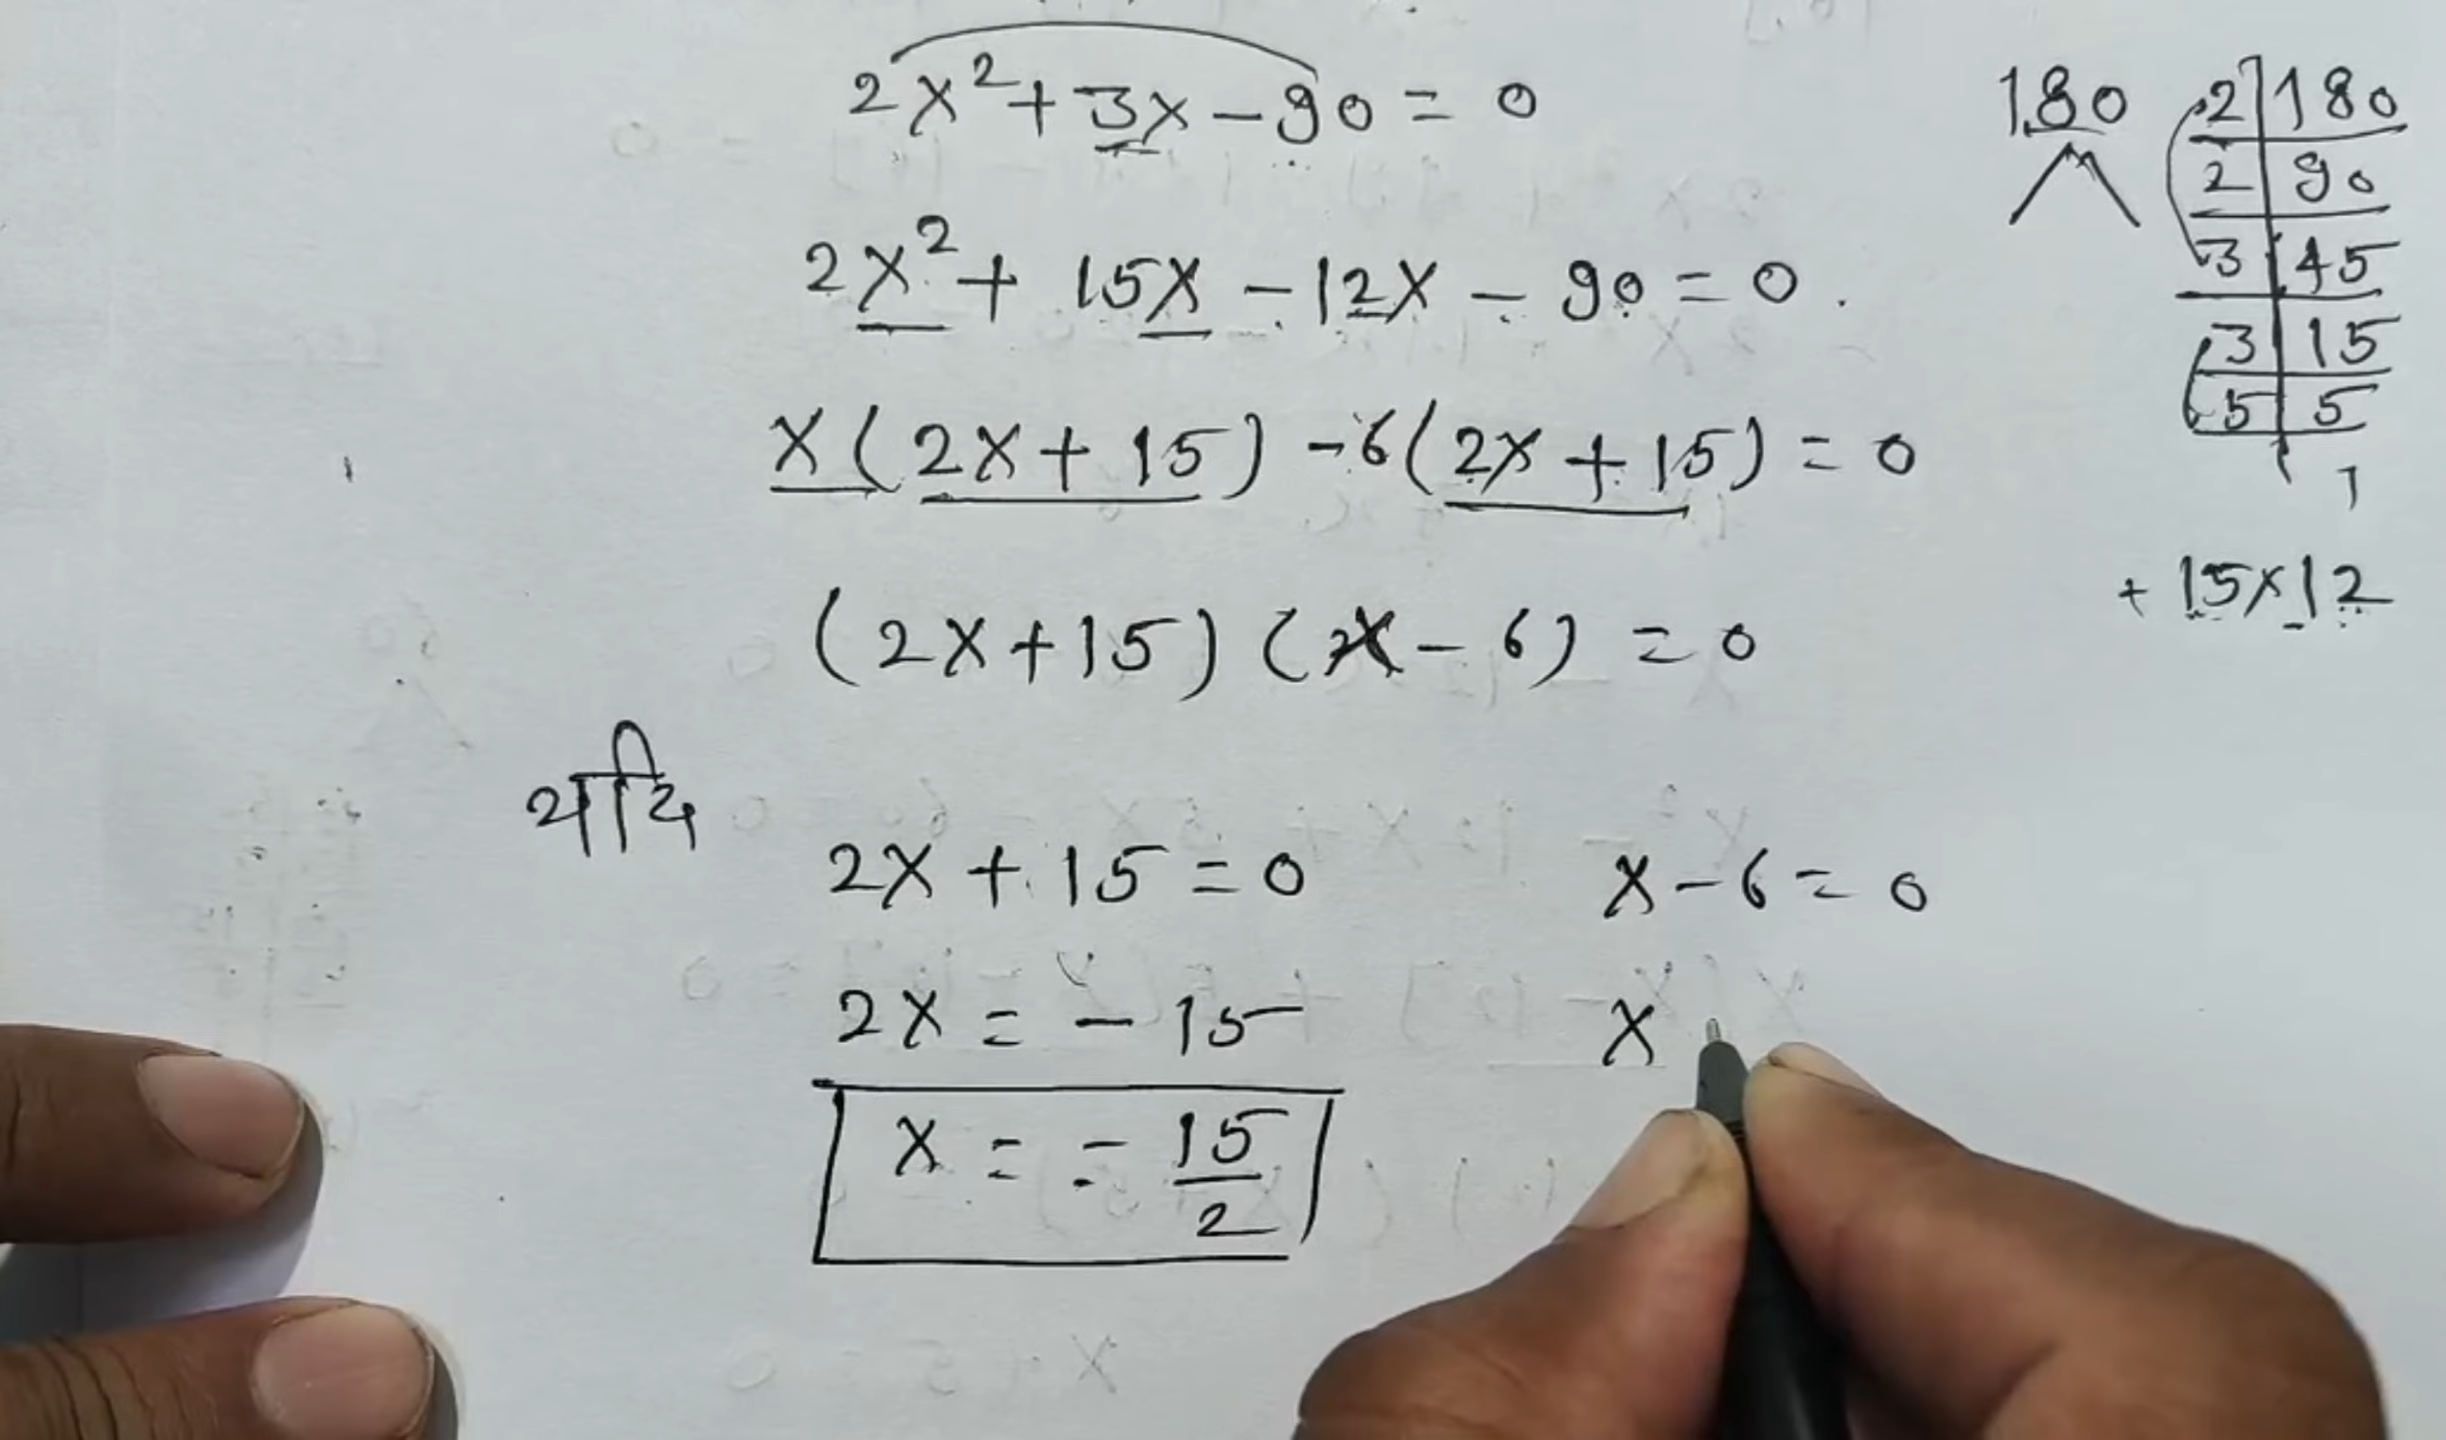 2x² + 3x - 90 = 0
2x² + 15x - 12x - 90 = 0
x(2x + 15) - 6(2x + 15) = 0
(2x + 15) (x - 6) = 0
यदि
2x + 15 = 0
2x = - 15
x = - 15/2
x - 6 = 0
x
180
2 | 180
2 | 90
3 | 45
3 | 15
5 | 5
1
+ 15 x 12